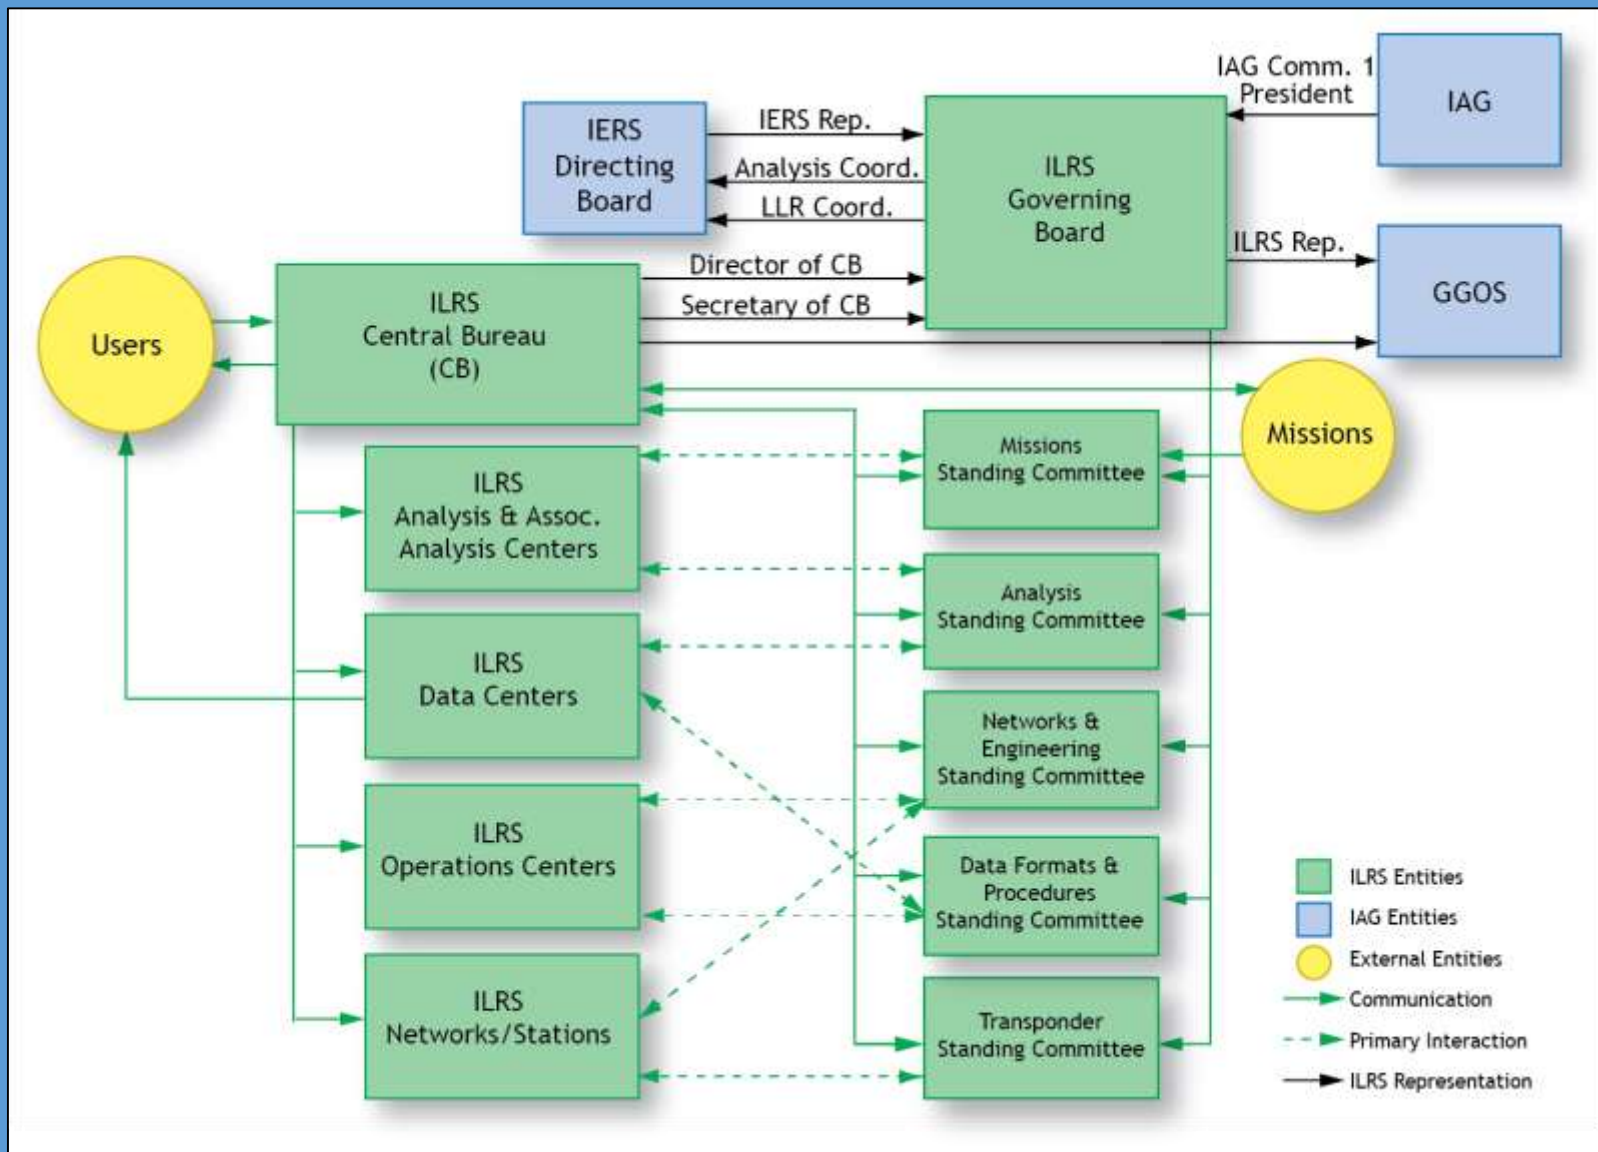 IAG Comm. 1
President
IAG
IERS
Directing
Board
IERS Rep.
Analysis Coord.
LLR Coord.
ILRS
Governing
Board
ILRS Rep.
GGOS
Director of CB
Secretary of CB
Users
ILRS
Central Bureau
(CB)
Missions
ILRS
Analysis & Assoc.
Analysis Centers
Missions
Standing Committee
Analysis
Standing Committee
ILRS
Data Centers
Networks &
Engineering
Standing Committee
ILRS
Operations Centers
Data Formats &
Procedures
Standing Committee
ILRS
Networks/Stations
Transponder
Standing Committee
ILRS Entities
IAG Entities
External Entities
Communication
Primary Interaction
ILRS Representation